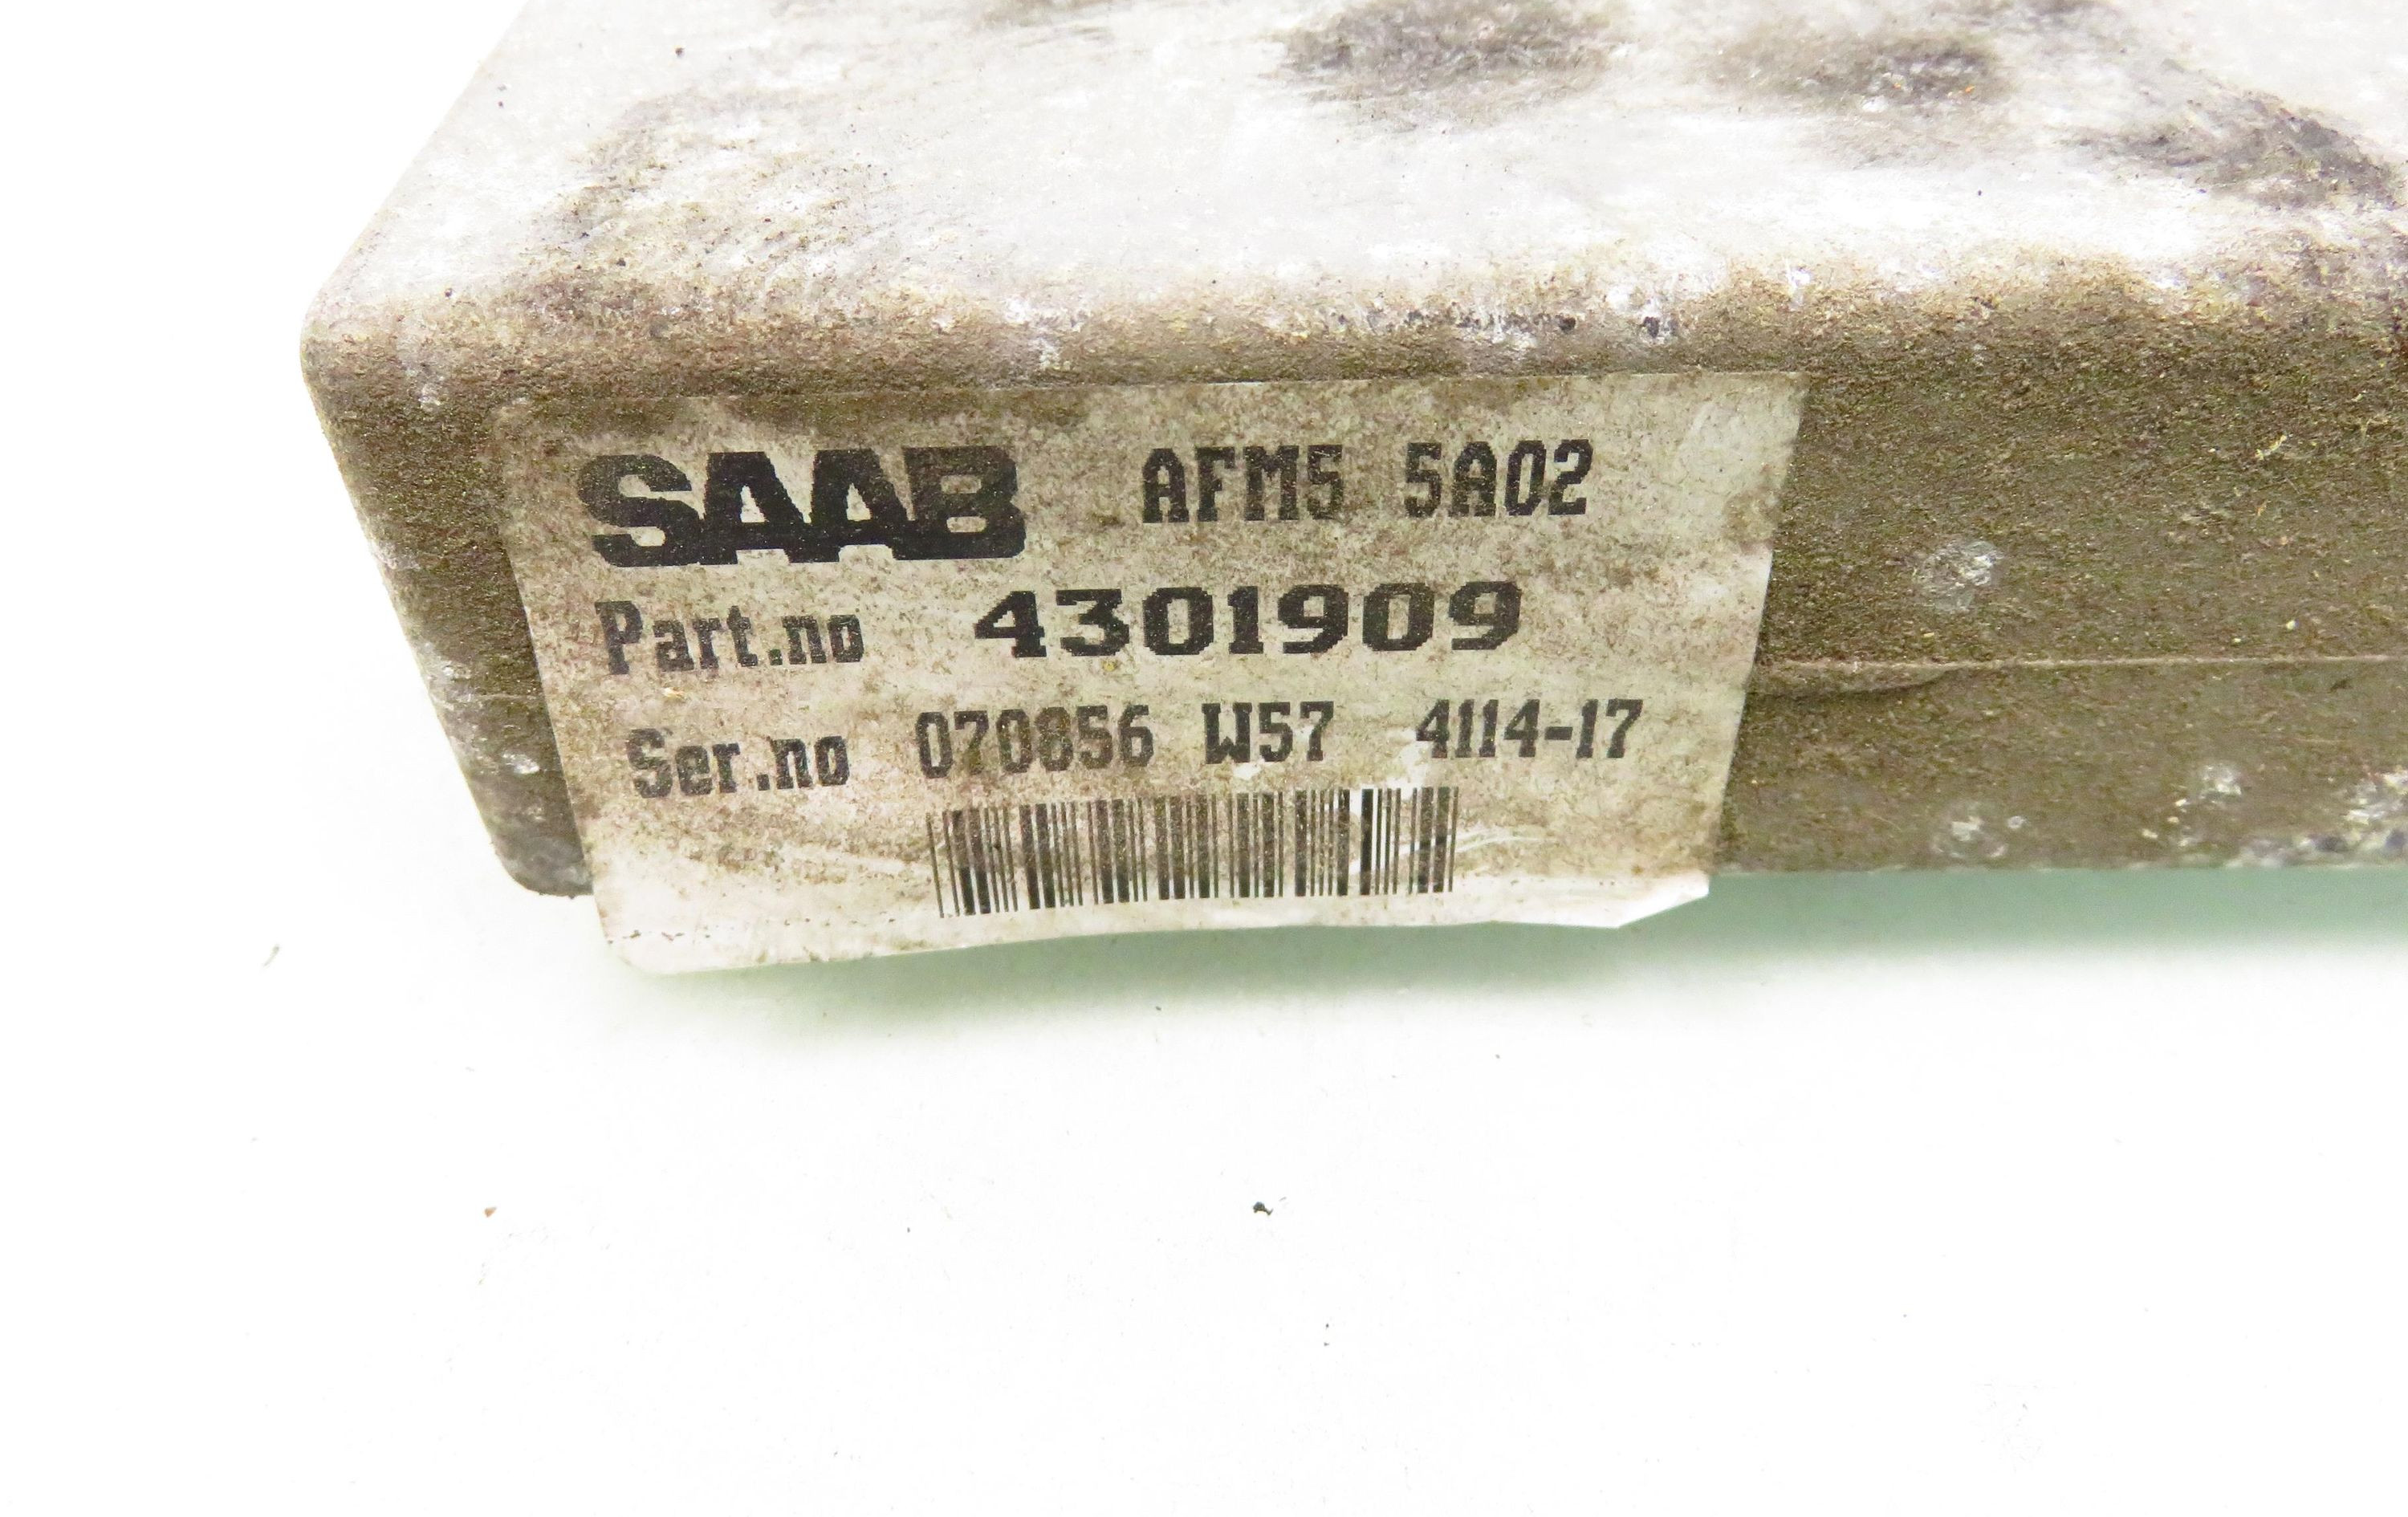 SAAB AFM5 5A02
Part.no 4301909
Ser.no 070856 W57 4114-17